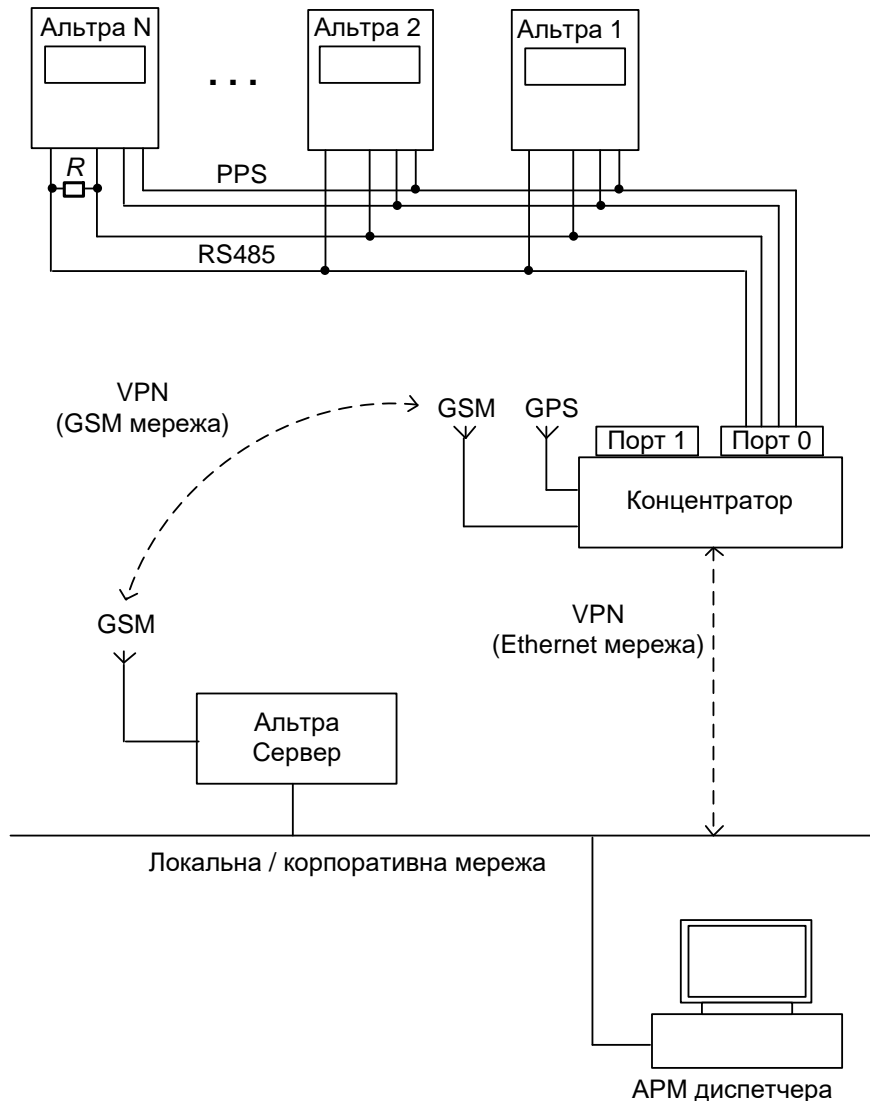 Альтра N
Альтра 2
Альтра 1
. . .
R
PPS
RS485
VPN
(GSM мережа)
GSM
GPS
Порт 1
Порт 0
Концентратор
GSM
VPN
(Ethernet мережа)
Альтра
Сервер
Локальна / корпоративна мережа
АРМ диспетчера